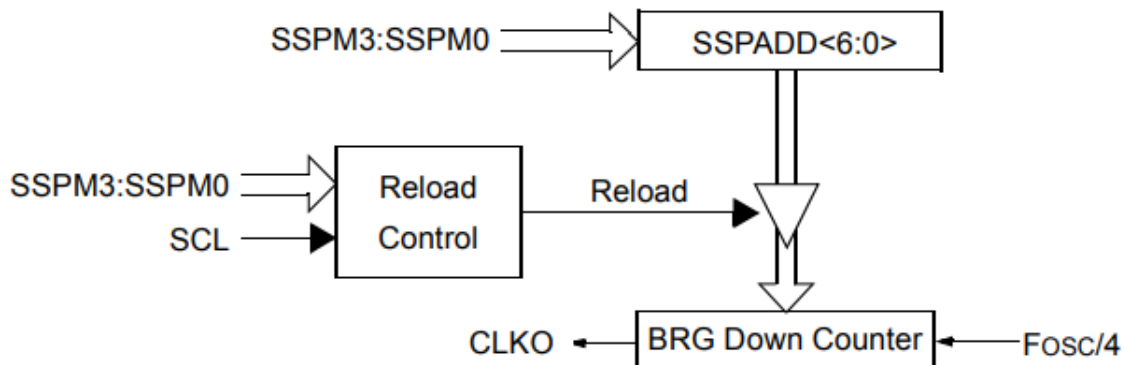 SSPM3:SSPM0
SSPADD<6:0>
SSPM3:SSPM0
Reload
Control
Reload
SCL
CLKO
BRG Down Counter
FOSC/4